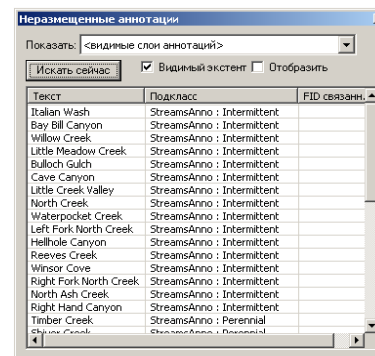 Неразмещенные аннотации
Показать: <видимые слои аннотаций>
Искать сейчас Видимый экстент Отобразить
Текст Подкласс FID связанн.
Italian Wash StreamsAnno : Intermittent
Bay Bill Canyon StreamsAnno : Intermittent
Willow Creek StreamsAnno : Intermittent
Little Meadow Creek StreamsAnno : Intermittent
Bulloch Gulch StreamsAnno : Intermittent
Cave Canyon StreamsAnno : Intermittent
Little Creek Valley StreamsAnno : Intermittent
North Creek StreamsAnno : Intermittent
Waterpocket Creek StreamsAnno : Intermittent
Left Fork North Creek StreamsAnno : Intermittent
Hellhole Canyon StreamsAnno : Intermittent
Reeves Creek StreamsAnno : Intermittent
Winsor Cove StreamsAnno : Intermittent
Right Fork North Creek StreamsAnno : Intermittent
North Ash Creek StreamsAnno : Intermittent
Right Hand Canyon StreamsAnno : Intermittent
Timber Creek StreamsAnno : Perennial
Creek StreamsAnno : Perennial